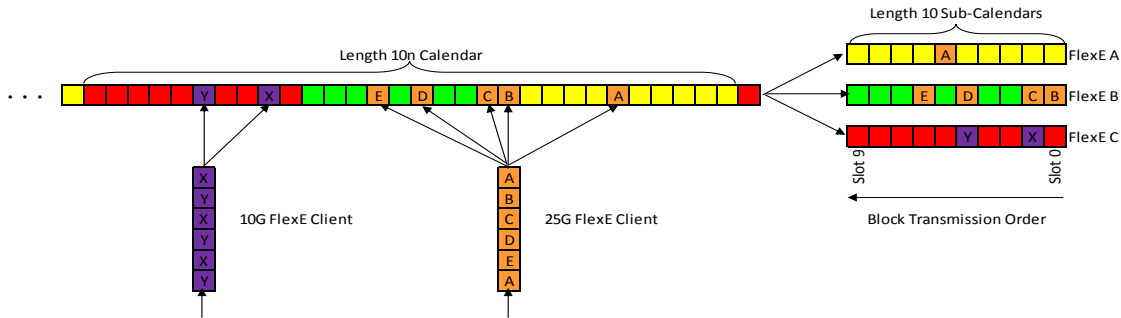 Length 10 Sub-Calendars
Length 10n Calendar
A FlexE A
. . . Y X E D C B A
E D C B FlexE B
Y X FlexE C
Slot 9
Slot 0
X A
Y B
X 10G FlexE Client C 25G FlexE Client
Y D
X E
Y A
Block Transmission Order